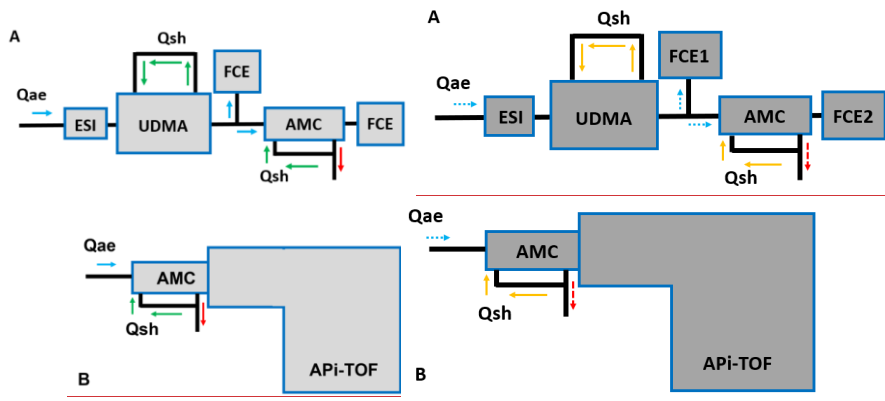 A
Qsh
FCE
Qae
ESI
UDMA
AMC
FCE
Qsh
Qae
AMC
Qsh
APi-TOF
B
A
Qsh
FCE1
Qae
ESI
UDMA
AMC
FCE2
Qsh
Qae
AMC
Qsh
APi-TOF
B